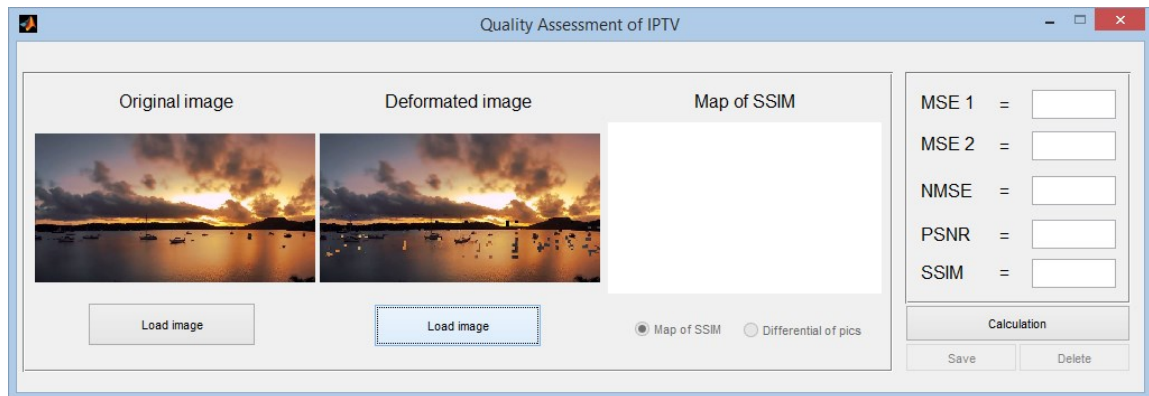 Quality Assessment of IPTV
Original image
Deformated image
Map of SSIM
Load image
Load image
Map of SSIM
Differential of pics
MSE 1 =
MSE 2 =
NMSE =
PSNR =
SSIM =
Calculation
Save
Delete